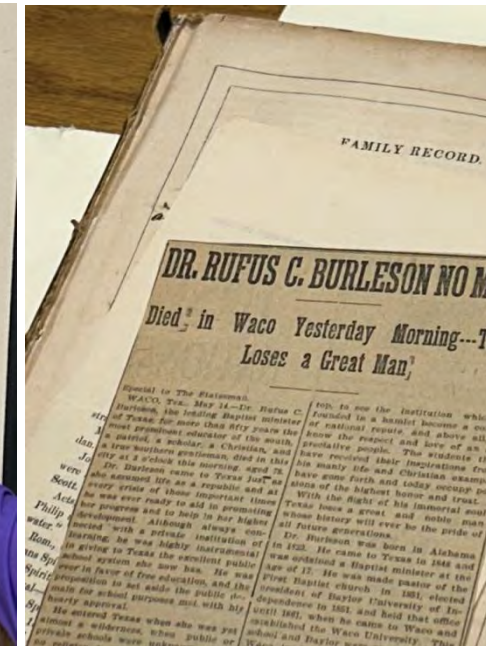 FAMILY RECORD.
DR. RUFUS C. BURLESON NO M
Died, in Waco Yesterday Morning---T
Loses a Great Man,
Special to The Statesman.
WACO, Tex., May 14.—Dr. Rufus C.
Burleson, the leading Baptist minister
of Texas for more than fifty years the
most prominent educator of the south,
a patriot, a scholar, a Christian, and
a true southern gentleman, died in this
city at 2 o'clock this morning, aged
Dr. Burleson came to Texas just as
she assumed life as a republic and at
every crisis of those important times
he was ever ready to aid in promoting
her progress and help in her higher
development. Although always con-
nected with a private institution of
learning, he was highly instrumental
in giving to Texas the excellent public
school system she now has. He was
ever in favor of free education, and the
proposition to set aside the public do-
main for school purposes met with his
hearty approval.
He entered Texas when she was yet
almost a wilderness, when public or
private schools were
top, to see the institution which
founded in a hamlet become a
of national repute and above all
know the respect and love of an
preciative people. The students
have received their inspirations from
his manly life and Christian example
have gone forth and today occupy
sitions of the highest honor and trust.
With the flight of his immortal soul
Texas loses a great and noble man
whose history will ever be the pride of
all future generations.
Dr. Burleson was born in Alabama
in 1823. He came to Texas in 1848 and
was ordained a Baptist minister at the
age of 17. He was made pastor of the
First Baptist church in 1851, elected
president of Baylor University of In-
dependence in 1851, and held that office
until 1861, when he came to Waco and
established the Waco University. This
school and Baylor were
dan.
Jo
were
Scott.
Acts
Philip
water."
Rom.,
Spirit